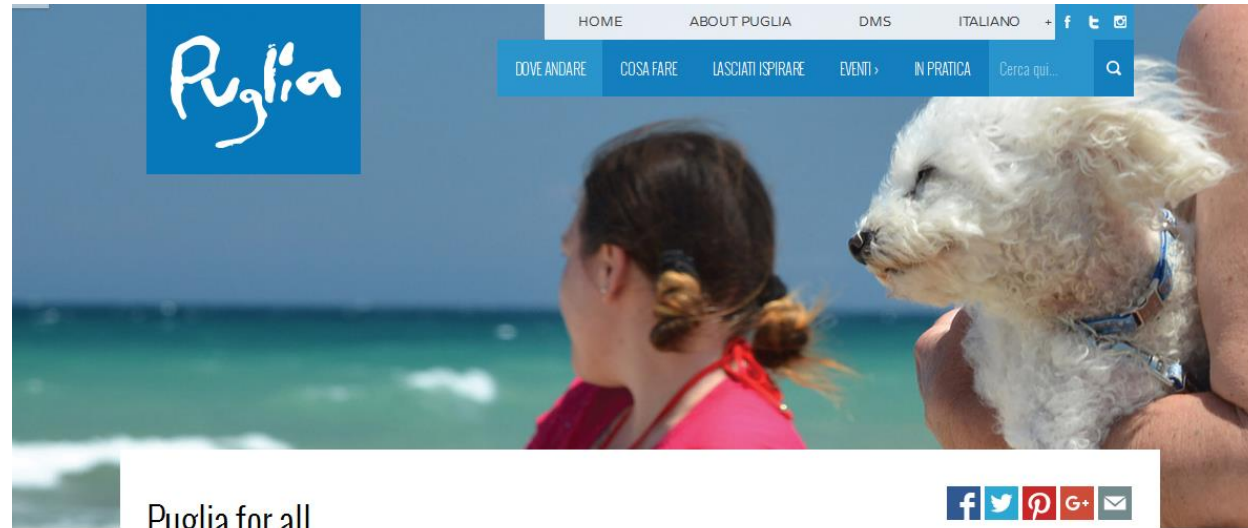 HOME ABOUT PUGLIA DMS ITALIANO +
Puglia
DOVE ANDARE COSA FARE LASCIATI ISPIRARE EVENTI › IN PRATICA Cerca qui...
Puglia for all
G+